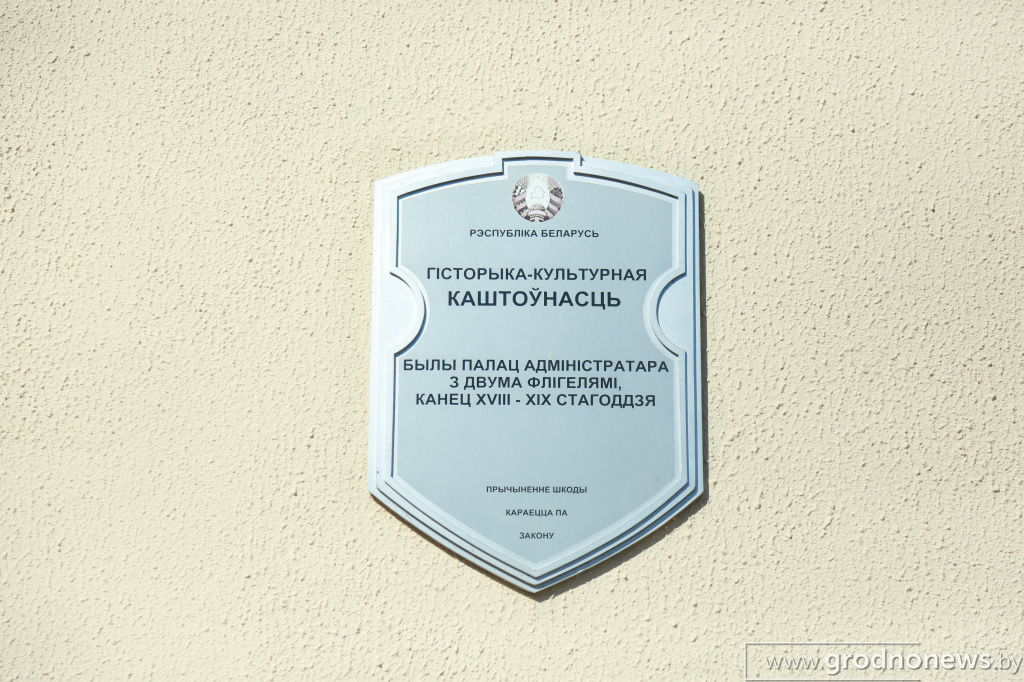 РЭСПУБЛІКА БЕЛАРУСЬ
ГІСТОРЫКА-КУЛЬТУРНАЯ
КАШТОЎНАСЦЬ
БЫЛЫ ПАЛАЦ АДМІНІСТРАТАРА
З ДВУМА ФЛІГЕЛЯМІ,
КАНЕЦ XVIII - XIX СТАГОДДЗЯ
ПРЫЧЫНЕННЕ ШКОДЫ
КАРАЕЦЦА ПА
ЗАКОНУ
www.grodnonews.by